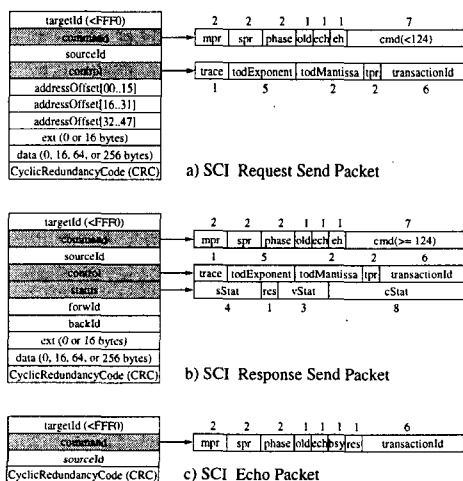 2 2 2 1 1 1 7
targetId (<FFF0)
command mpr spr phase old ech eh cmd(<124)
sourceId
control trace todExponent todMantissa tpr transactionId
addressOffset[00..15] 1 5 2 2 6
addressOffset[16..31]
addressOffset[32..47]
ext (0 or 16 bytes)
data (0, 16, 64, or 256 bytes)
CyclicRedundancyCode (CRC)
a) SCI Request Send Packet
2 2 2 1 1 1 7
targetId (<FFF0)
command mpr spr phase old ech eh cmd(>= 124)
sourceId 1 5 2 2 6
control trace todExponent todMantissa tpr transactionId
status sStat res vStat cStat
forwId 4 1 3 8
backId
ext (0 or 16 bytes)
data (0, 16, 64, or 256 bytes)
CyclicRedundancyCode (CRC)
b) SCI Response Send Packet
2 2 2 1 1 1 1 6
targetId (<FFF0)
command mpr spr phase old ech bsy res transactionId
sourceId
CyclicRedundancyCode (CRC)
c) SCI Echo Packet